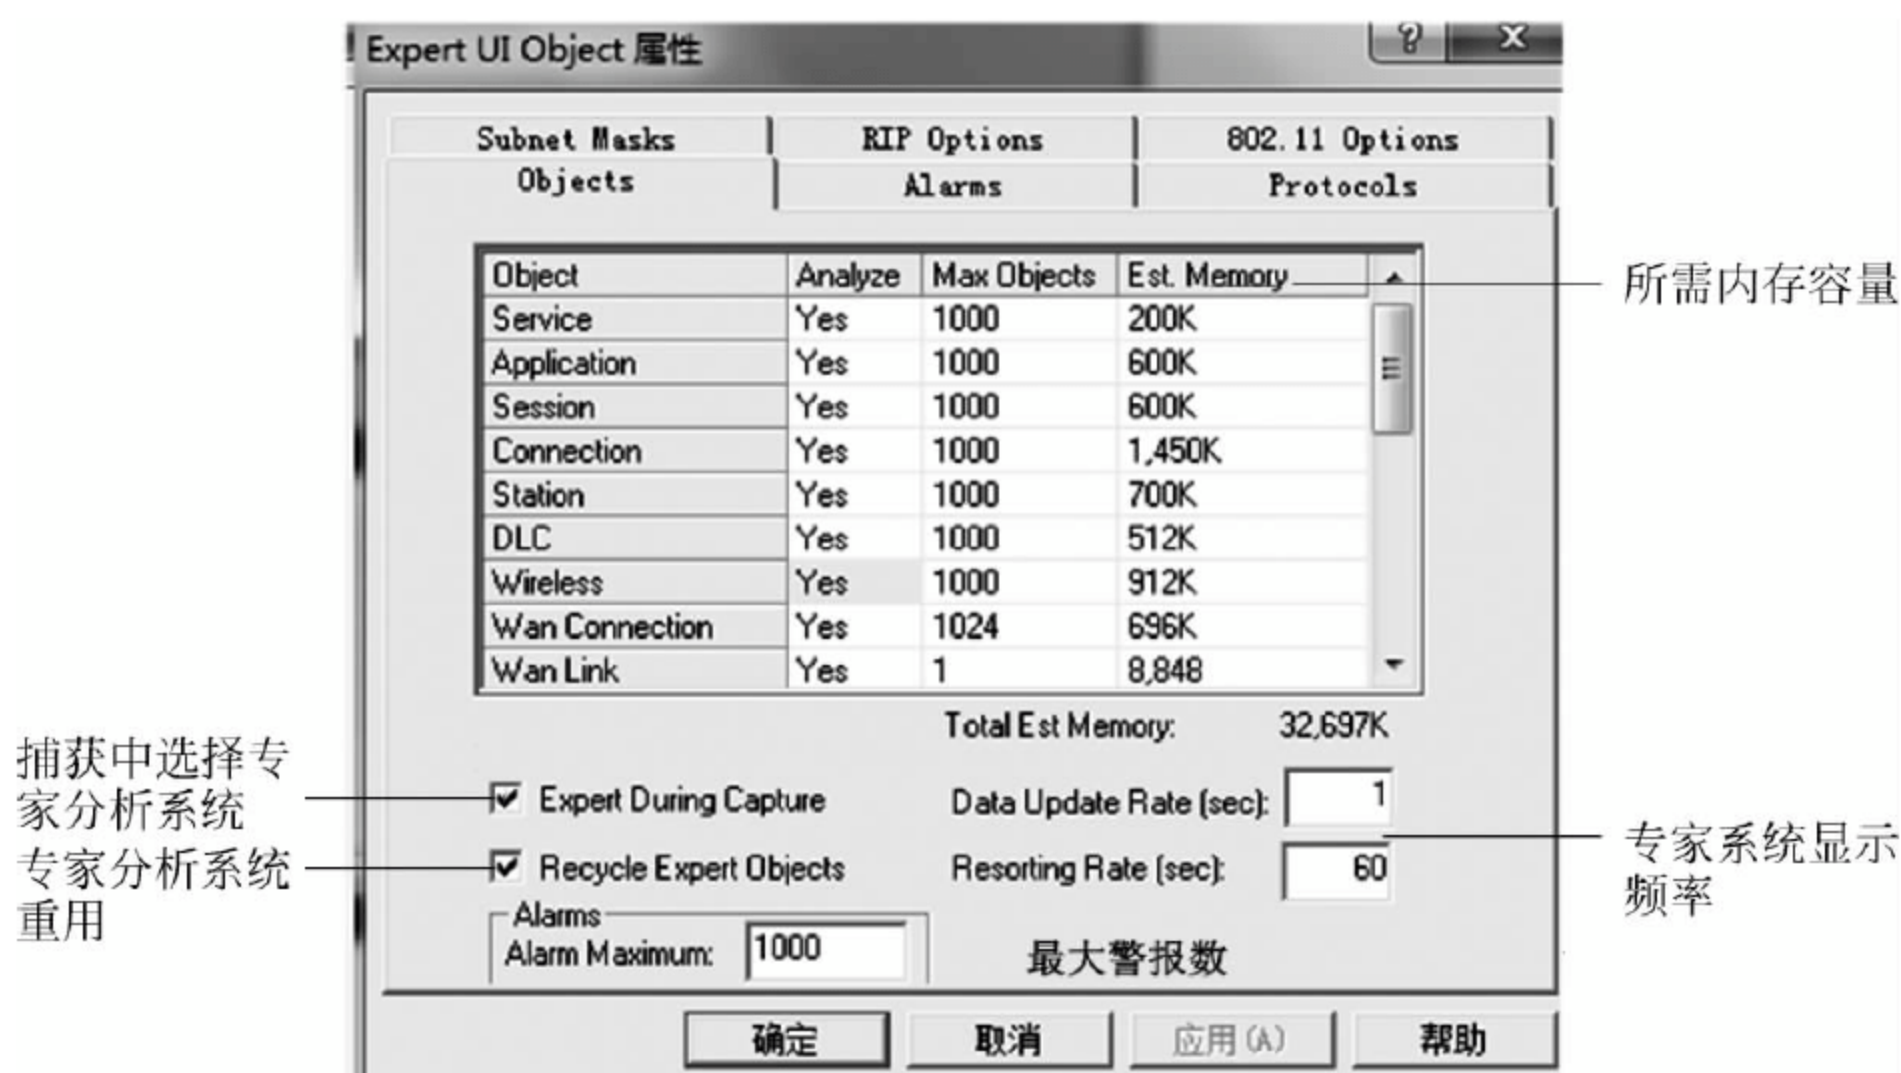 Expert UI Object 属性
Subnet Masks RIP Options 802.11 Options
Objects Alarms Protocols
Object Analyze Max Objects Est. Memory
所需内存容量
Service Yes 1000 200K
Application Yes 1000 600K
Session Yes 1000 600K
Connection Yes 1000 1,450K
Station Yes 1000 700K
DLC Yes 1000 512K
Wireless Yes 1000 912K
Wan Connection Yes 1024 696K
Wan Link Yes 1 8,848
Total Est Memory: 32,697K
捕获中选择专
家分析系统
Expert During Capture Data Update Rate (sec): 1
专家分析系统
重用
Recycle Expert Objects Resorting Rate (sec): 60
专家系统显示
频率
Alarms
Alarm Maximum: 1000 最大警报数
确定 取消 应用(A) 帮助